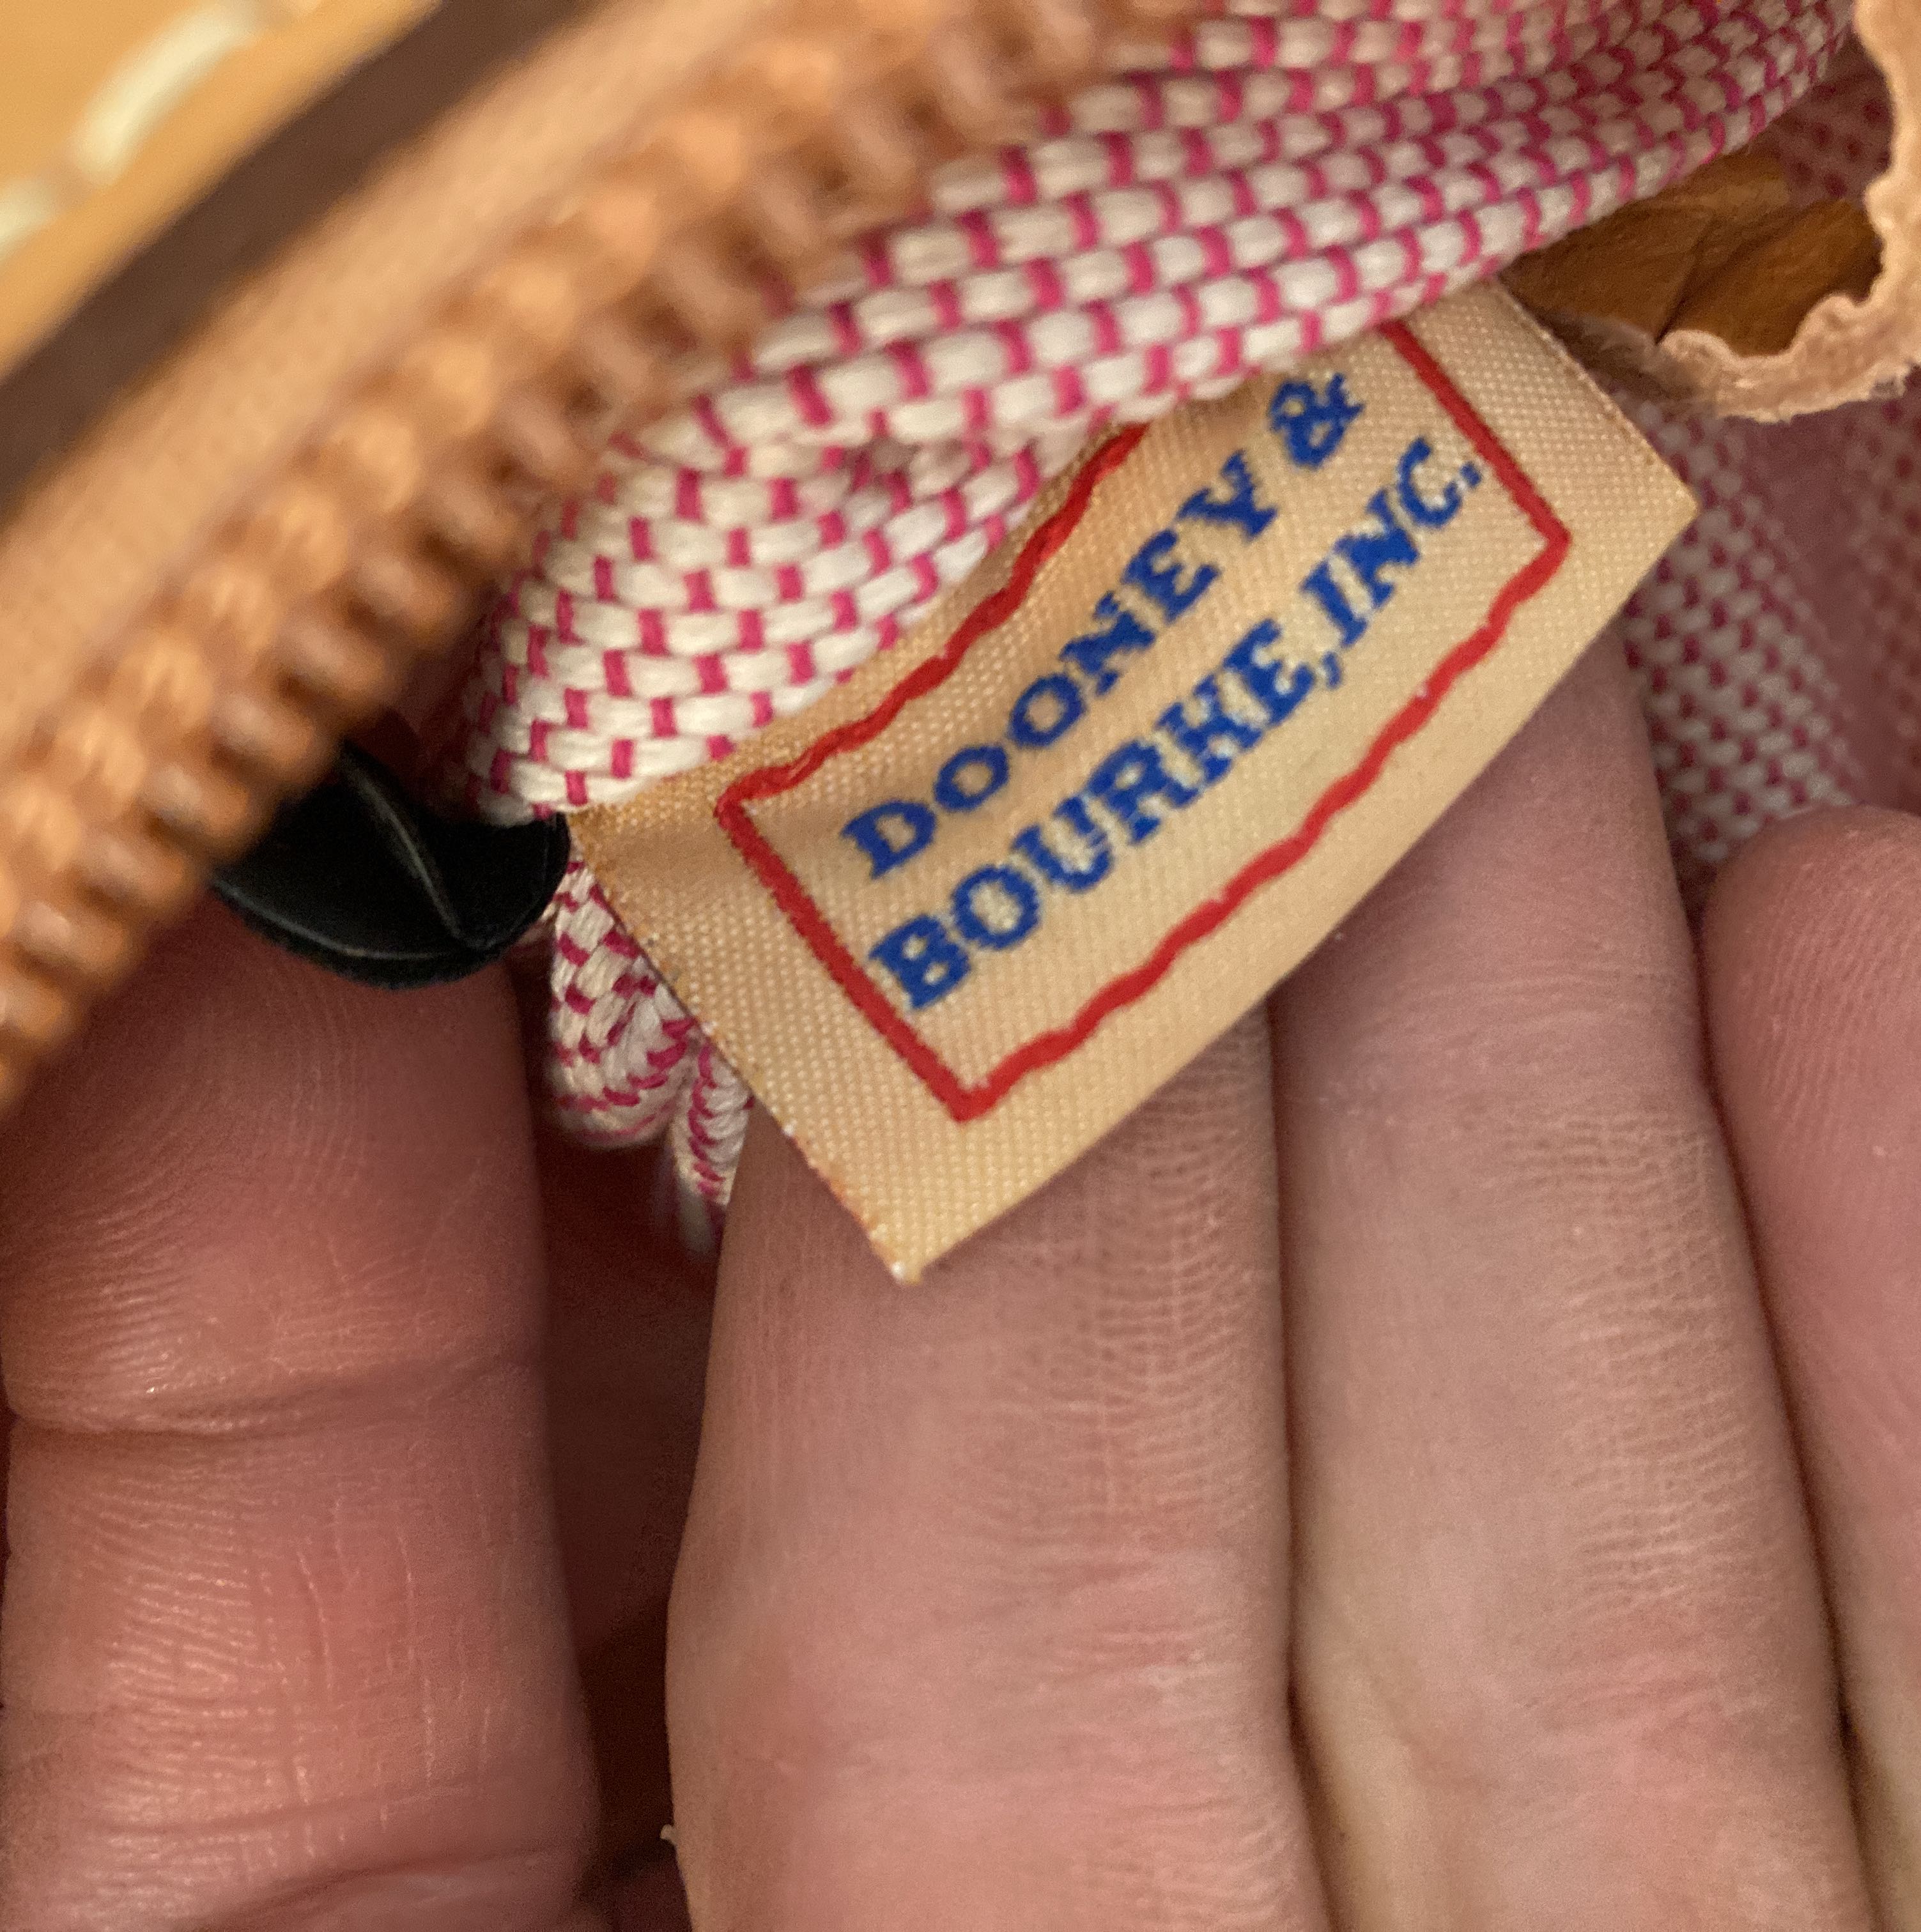 DOONEY &
BOURKE, INC.